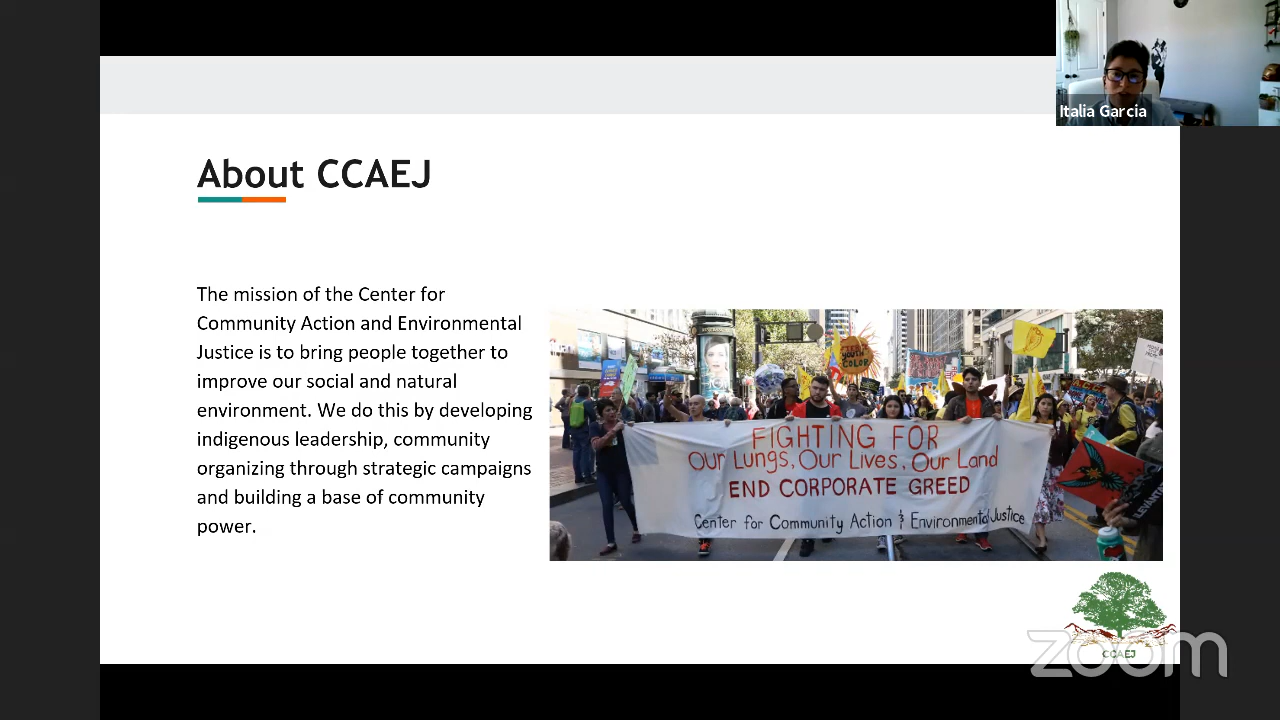 Italia Garcia
About CCAEJ
The mission of the Center for
Community Action and Environmental
Justice is to bring people together to
improve our social and natural
environment. We do this by developing
indigenous leadership, community
organizing through strategic campaigns
and building a base of community
power.
YOUTH
COLOR
FIGHTING FOR
OUR LUNGS, OUR LIVES, OUR LAND
END CORPORATE GREED
Center for Community Action & Environmental Justice
CCAEJ
zoom